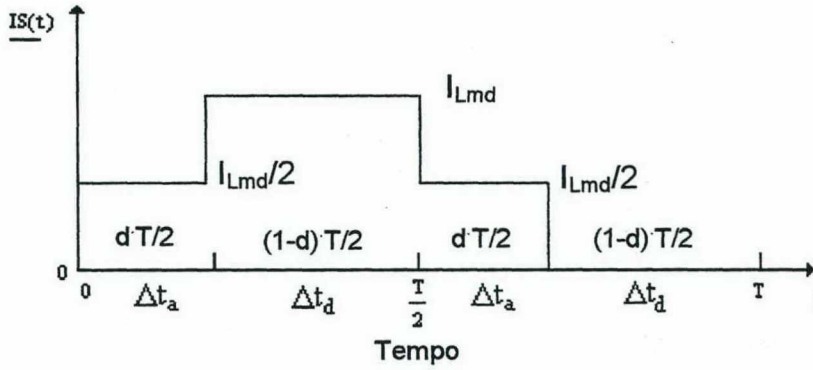 IS(t)
I_Lmd
I_Lmd/2
I_Lmd/2
d·T/2
(1-d)·T/2
d·T/2
(1-d)·T/2
0
0
Δt_a
Δt_d
T/2
Δt_a
Δt_d
T
Tempo